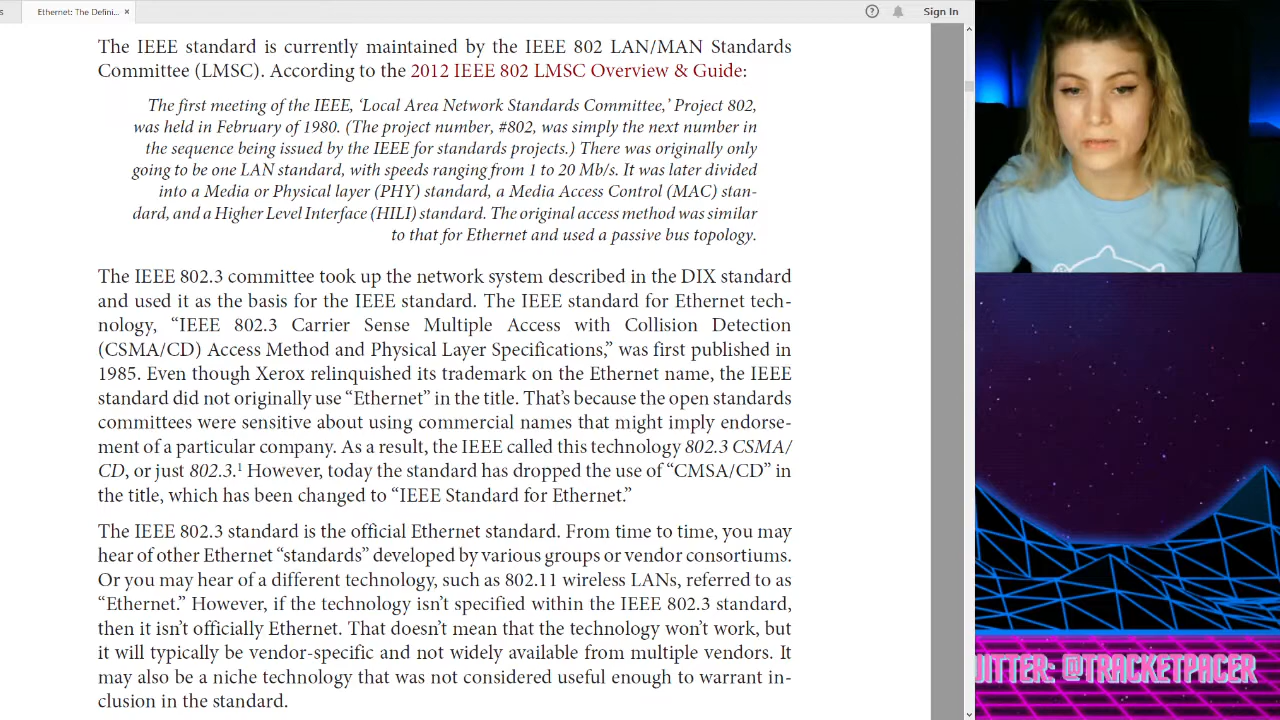 s
Ethernet: The Defini...
×
?
Sign In
The IEEE standard is currently maintained by the IEEE 802 LAN/MAN Standards
Committee (LMSC). According to the 2012 IEEE 802 LMSC Overview & Guide:
The first meeting of the IEEE, ‘Local Area Network Standards Committee,’ Project 802,
was held in February of 1980. (The project number, #802, was simply the next number in
the sequence being issued by the IEEE for standards projects.) There was originally only
going to be one LAN standard, with speeds ranging from 1 to 20 Mb/s. It was later divided
into a Media or Physical layer (PHY) standard, a Media Access Control (MAC) stan-
dard, and a Higher Level Interface (HILI) standard. The original access method was similar
to that for Ethernet and used a passive bus topology.
The IEEE 802.3 committee took up the network system described in the DIX standard
and used it as the basis for the IEEE standard. The IEEE standard for Ethernet tech-
nology, “IEEE 802.3 Carrier Sense Multiple Access with Collision Detection
(CSMA/CD) Access Method and Physical Layer Specifications,” was first published in
1985. Even though Xerox relinquished its trademark on the Ethernet name, the IEEE
standard did not originally use “Ethernet” in the title. That’s because the open standards
committees were sensitive about using commercial names that might imply endorse-
ment of a particular company. As a result, the IEEE called this technology 802.3 CSMA/
CD, or just 802.3.¹ However, today the standard has dropped the use of “CMSA/CD” in
the title, which has been changed to “IEEE Standard for Ethernet.”
The IEEE 802.3 standard is the official Ethernet standard. From time to time, you may
hear of other Ethernet “standards” developed by various groups or vendor consortiums.
Or you may hear of a different technology, such as 802.11 wireless LANs, referred to as
“Ethernet.” However, if the technology isn’t specified within the IEEE 802.3 standard,
then it isn’t officially Ethernet. That doesn’t mean that the technology won’t work, but
it will typically be vendor-specific and not widely available from multiple vendors. It
may also be a niche technology that was not considered useful enough to warrant in-
clusion in the standard.
WITTER: @TRACKETPACER